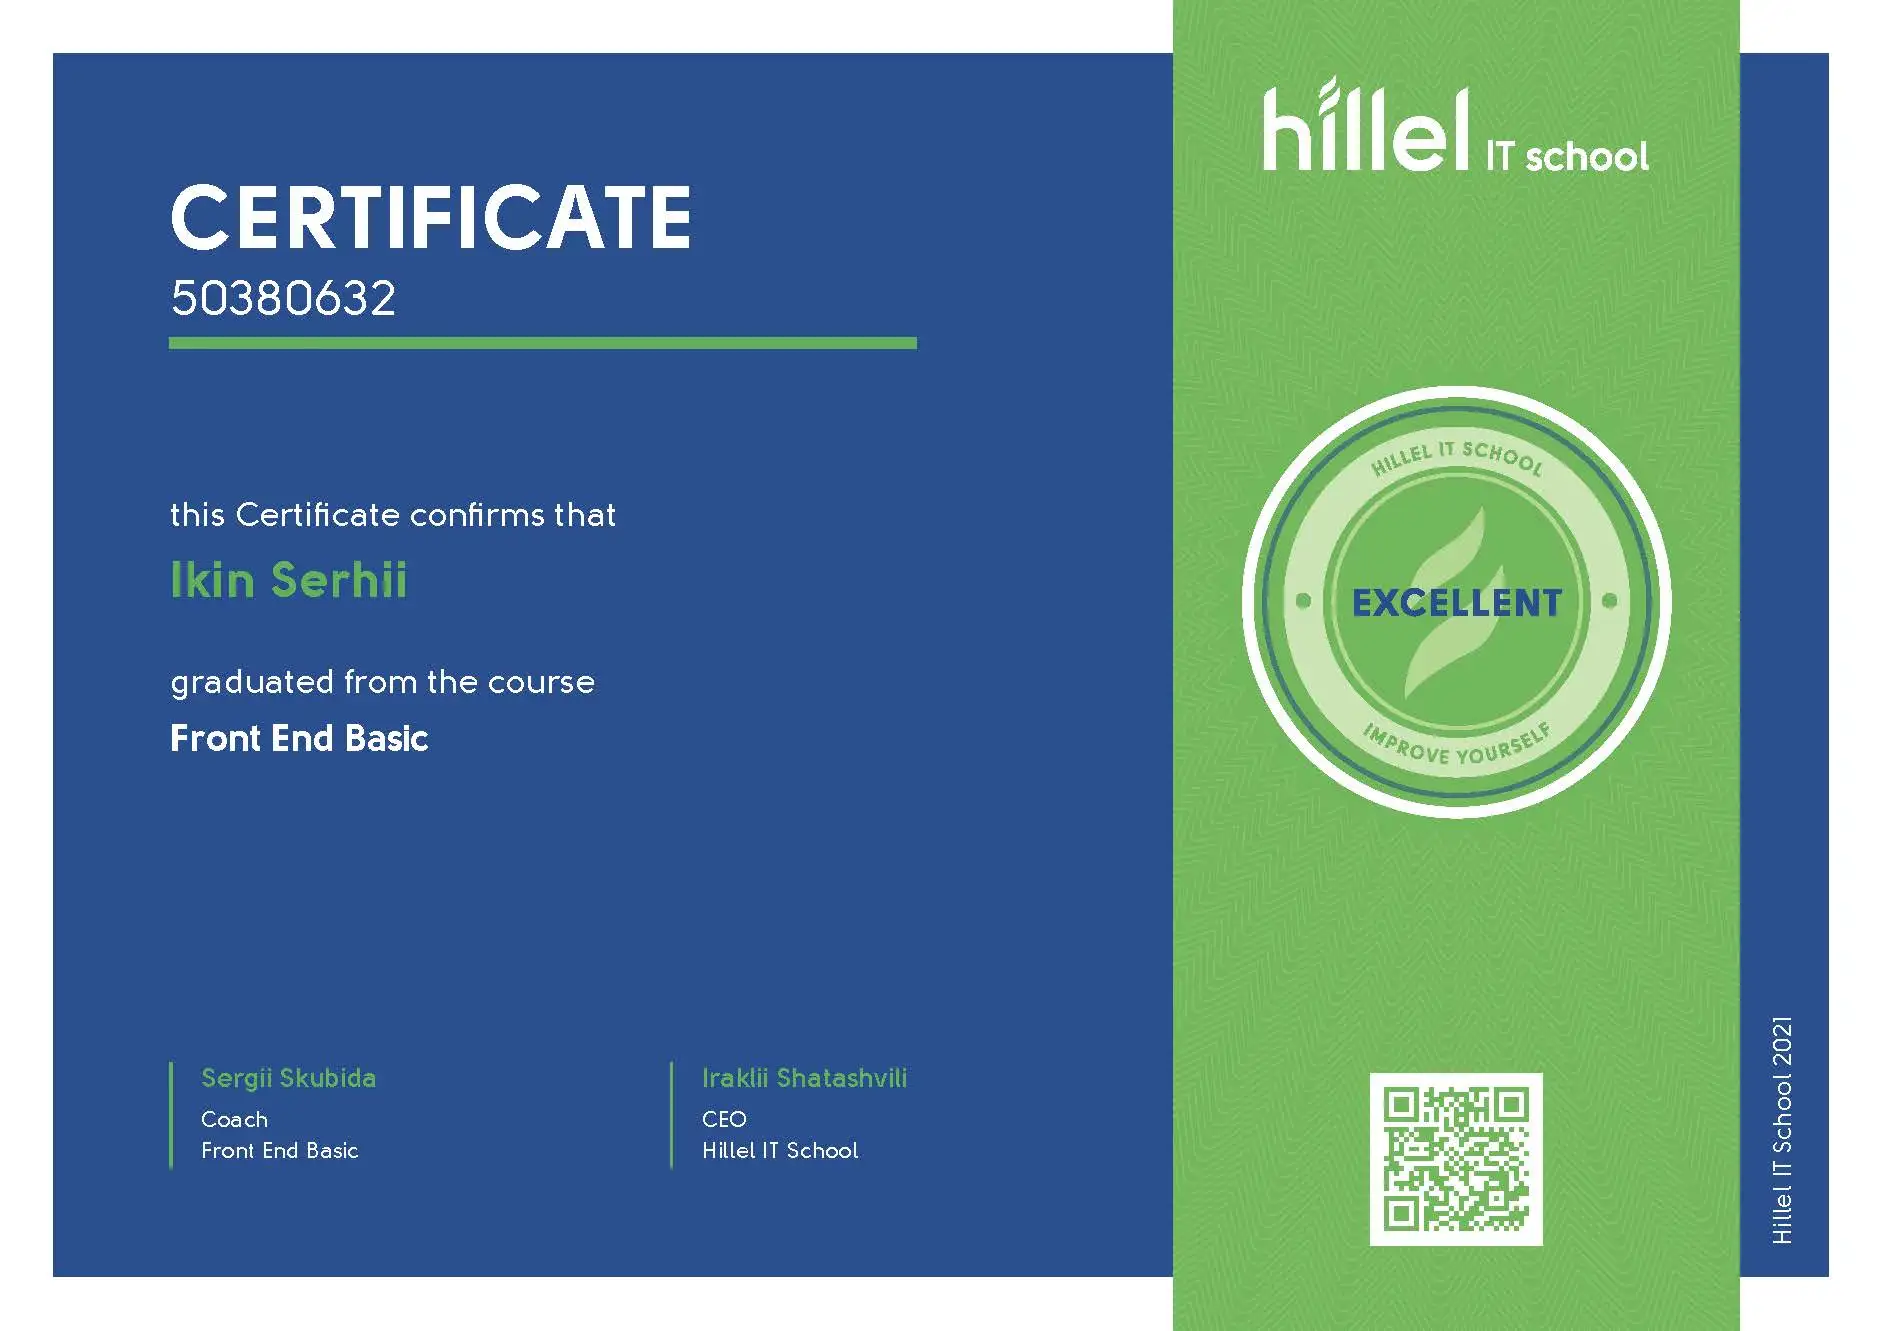 CERTIFICATE
50380632
this Certificate confirms that
Ikin Serhii
graduated from the course
Front End Basic
Sergii Skubida
Coach
Front End Basic
Iraklii Shatashvili
CEO
Hillel IT School
hillel IT school
HILLEL IT SCHOOL
EXCELLENT
IMPROVE YOURSELF
Hillel IT School 2021